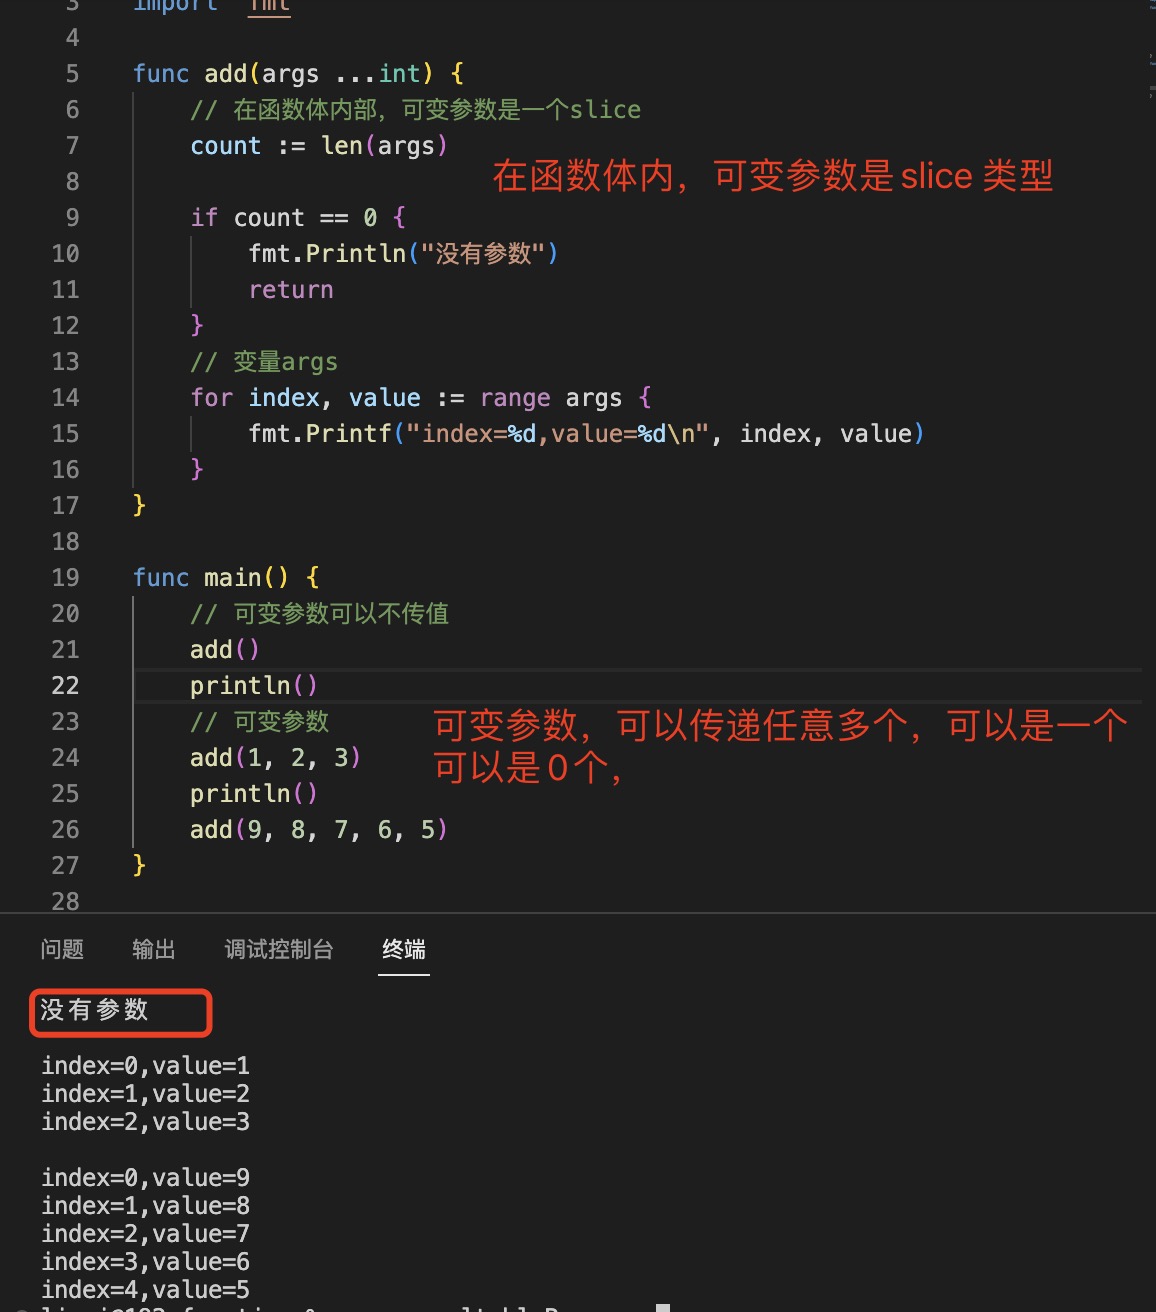 3 import "fmt"
4
5 func add(args ...int) {
6 // 在函数体内部，可变参数是一个slice
7 count := len(args)
在函数体内，可变参数是 slice 类型
8
9 if count == 0 {
10 fmt.Println("没有参数")
11 return
12 }
13 // 变量args
14 for index, value := range args {
15 fmt.Printf("index=%d,value=%d\n", index, value)
16 }
17 }
18
19 func main() {
20 // 可变参数可以不传值
21 add()
22 println()
23 // 可变参数
可变参数，可以传递任意多个，可以是一个
24 add(1, 2, 3)
可以是 0 个，
25 println()
26 add(9, 8, 7, 6, 5)
27 }
28
问题 输出 调试控制台 终端
没有参数
index=0,value=1
index=1,value=2
index=2,value=3
index=0,value=9
index=1,value=8
index=2,value=7
index=3,value=6
index=4,value=5